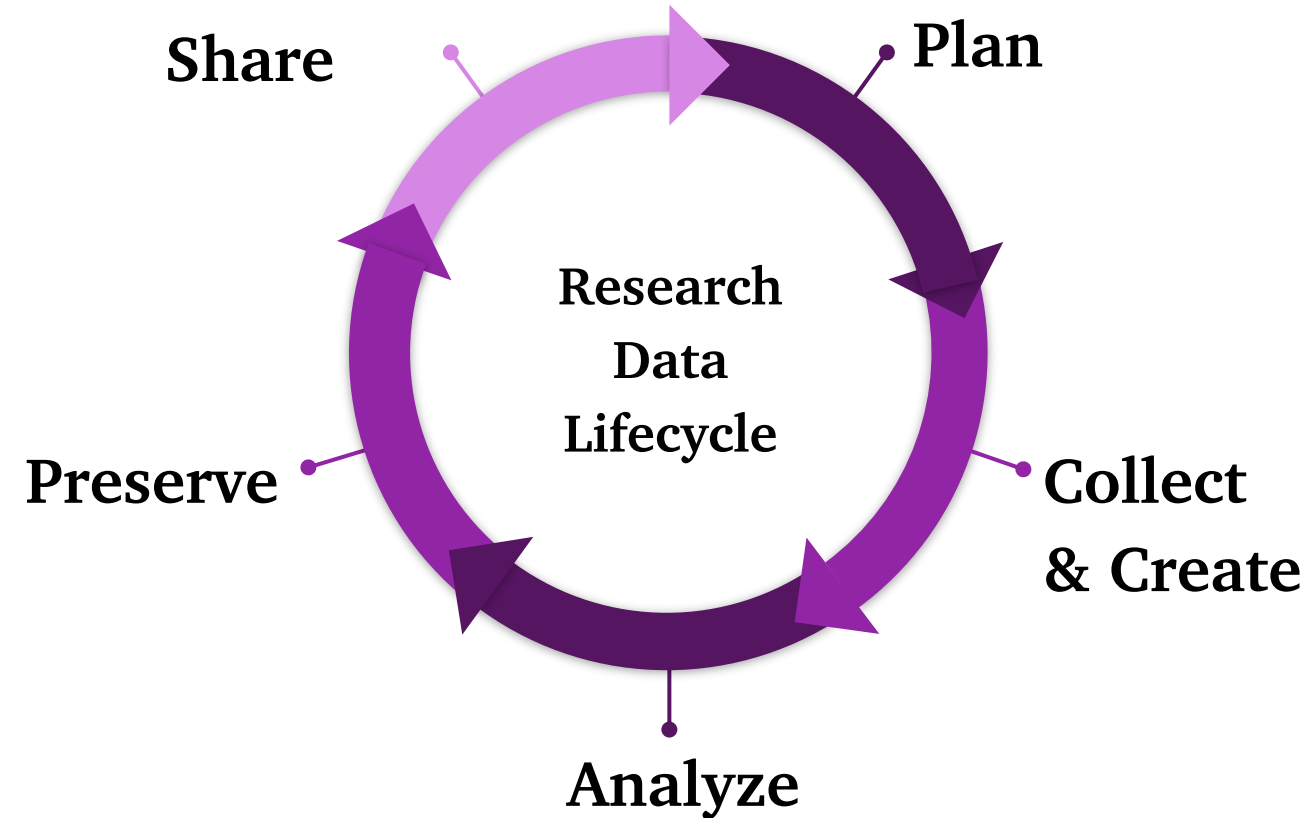 Share
Plan
Research
Data
Lifecycle
Preserve
Collect
& Create
Analyze